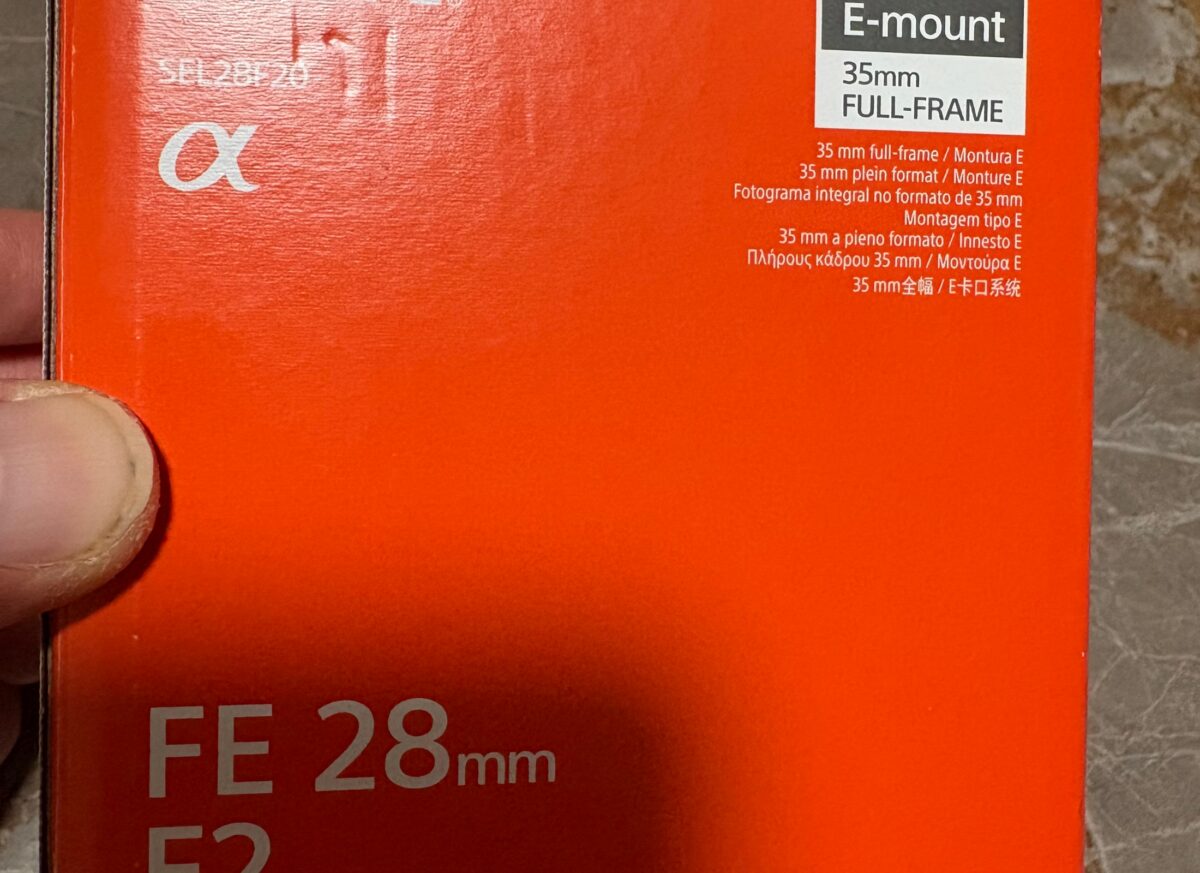 SEL28F20
α
E-mount
35mm
FULL-FRAME
35 mm full-frame / Montura E
35 mm plein format / Monture E
Fotograma integral no formato de 35 mm
Montagem tipo E
35 mm a pieno formato / Innesto E
Πλήρους κάδρου 35 mm / Μοντούρα E
35 mm全幅 / E卡口系统
FE 28mm
F2